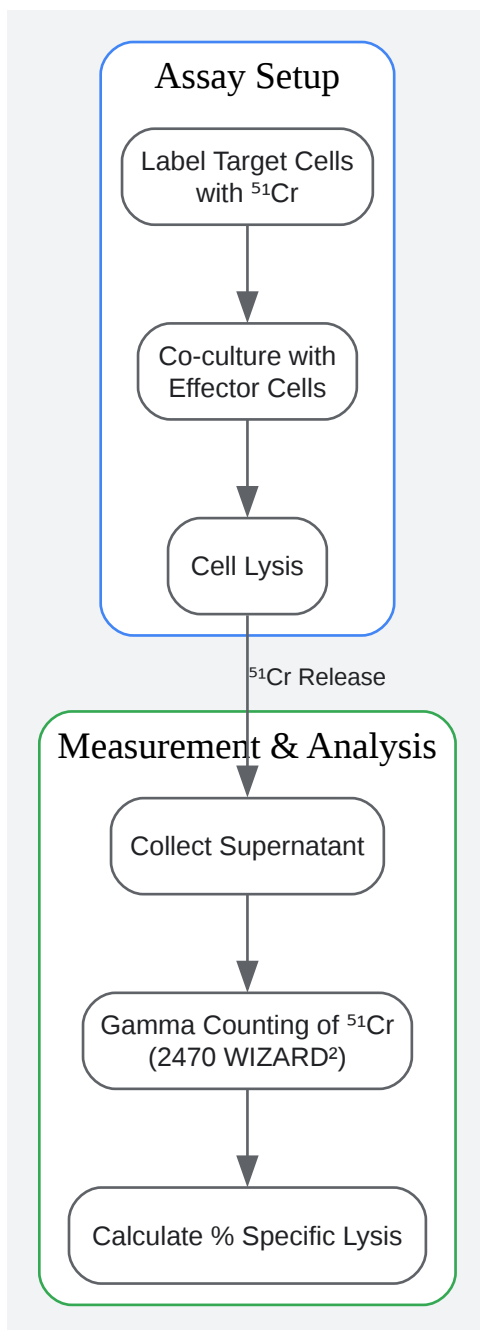 Assay Setup
Label Target Cells
with ⁵¹Cr
Co-culture with
Effector Cells
Cell Lysis
⁵¹Cr Release
Measurement & Analysis
Collect Supernatant
Gamma Counting of ⁵¹Cr
(2470 WIZARD²)
Calculate % Specific Lysis